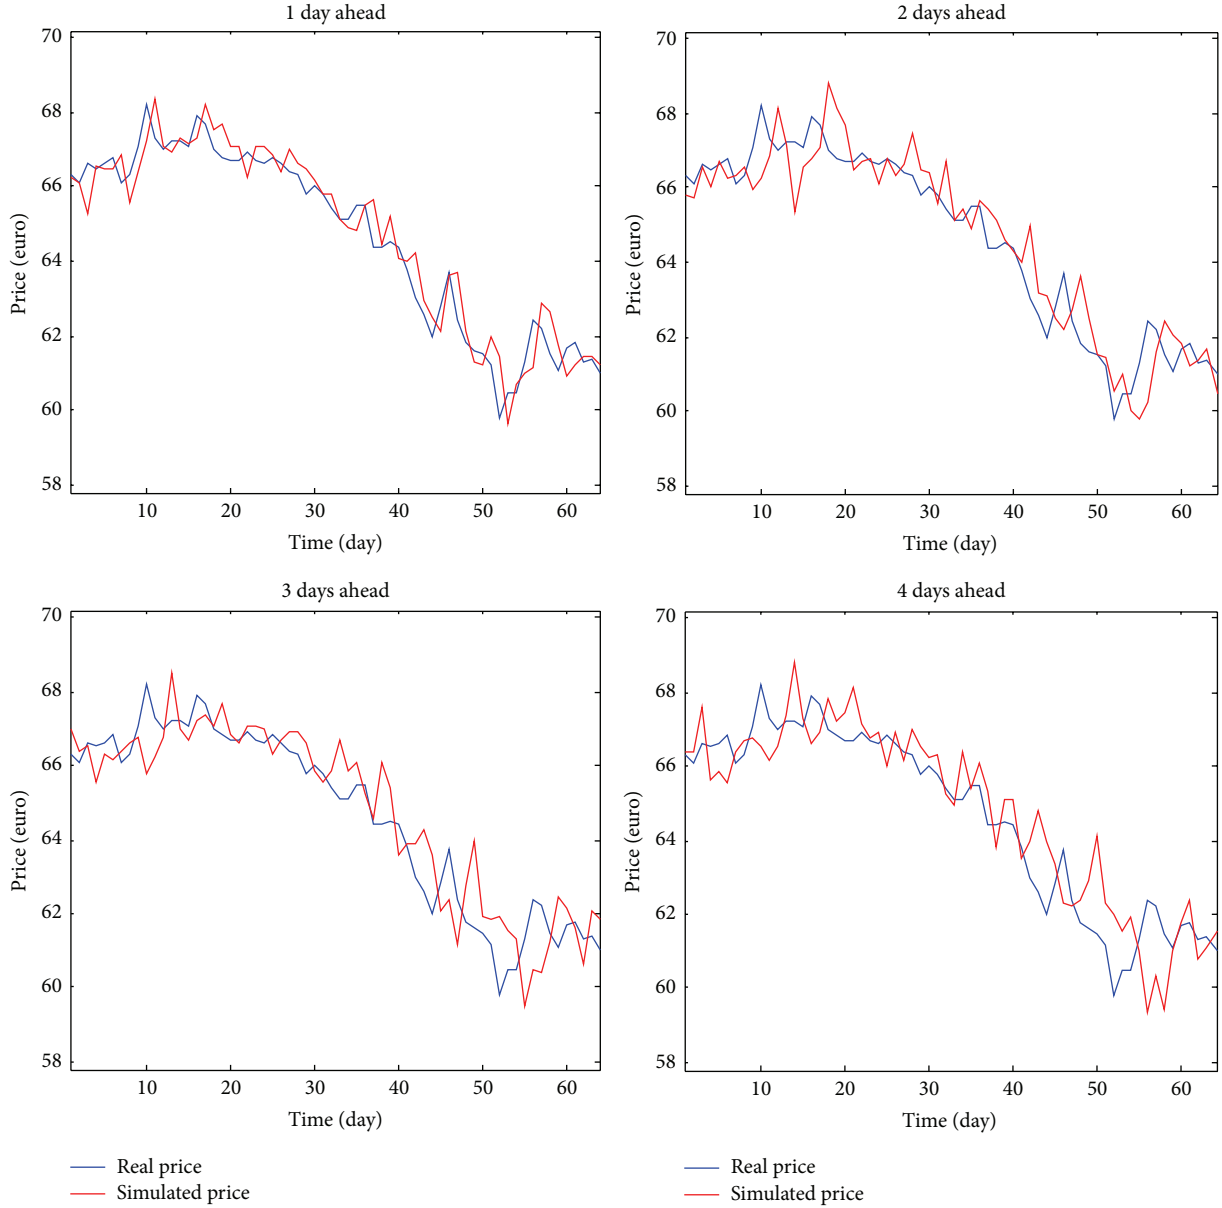 1 day ahead
70
68
66
64
62
60
58
Price (euro)
10 20 30 40 50 60
Time (day)
2 days ahead
70
68
66
64
62
60
58
Price (euro)
10 20 30 40 50 60
Time (day)
3 days ahead
70
68
66
64
62
60
58
Price (euro)
10 20 30 40 50 60
Time (day)
4 days ahead
70
68
66
64
62
60
58
Price (euro)
10 20 30 40 50 60
Time (day)
Real price
Simulated price
Real price
Simulated price